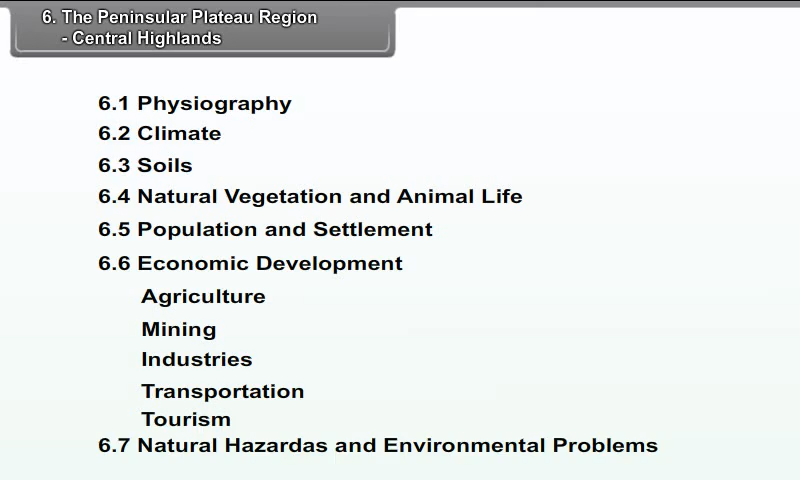 6. The Peninsular Plateau Region
- Central Highlands
6.1 Physiography
6.2 Climate
6.3 Soils
6.4 Natural Vegetation and Animal Life
6.5 Population and Settlement
6.6 Economic Development
Agriculture
Mining
Industries
Transportation
Tourism
6.7 Natural Hazardas and Environmental Problems